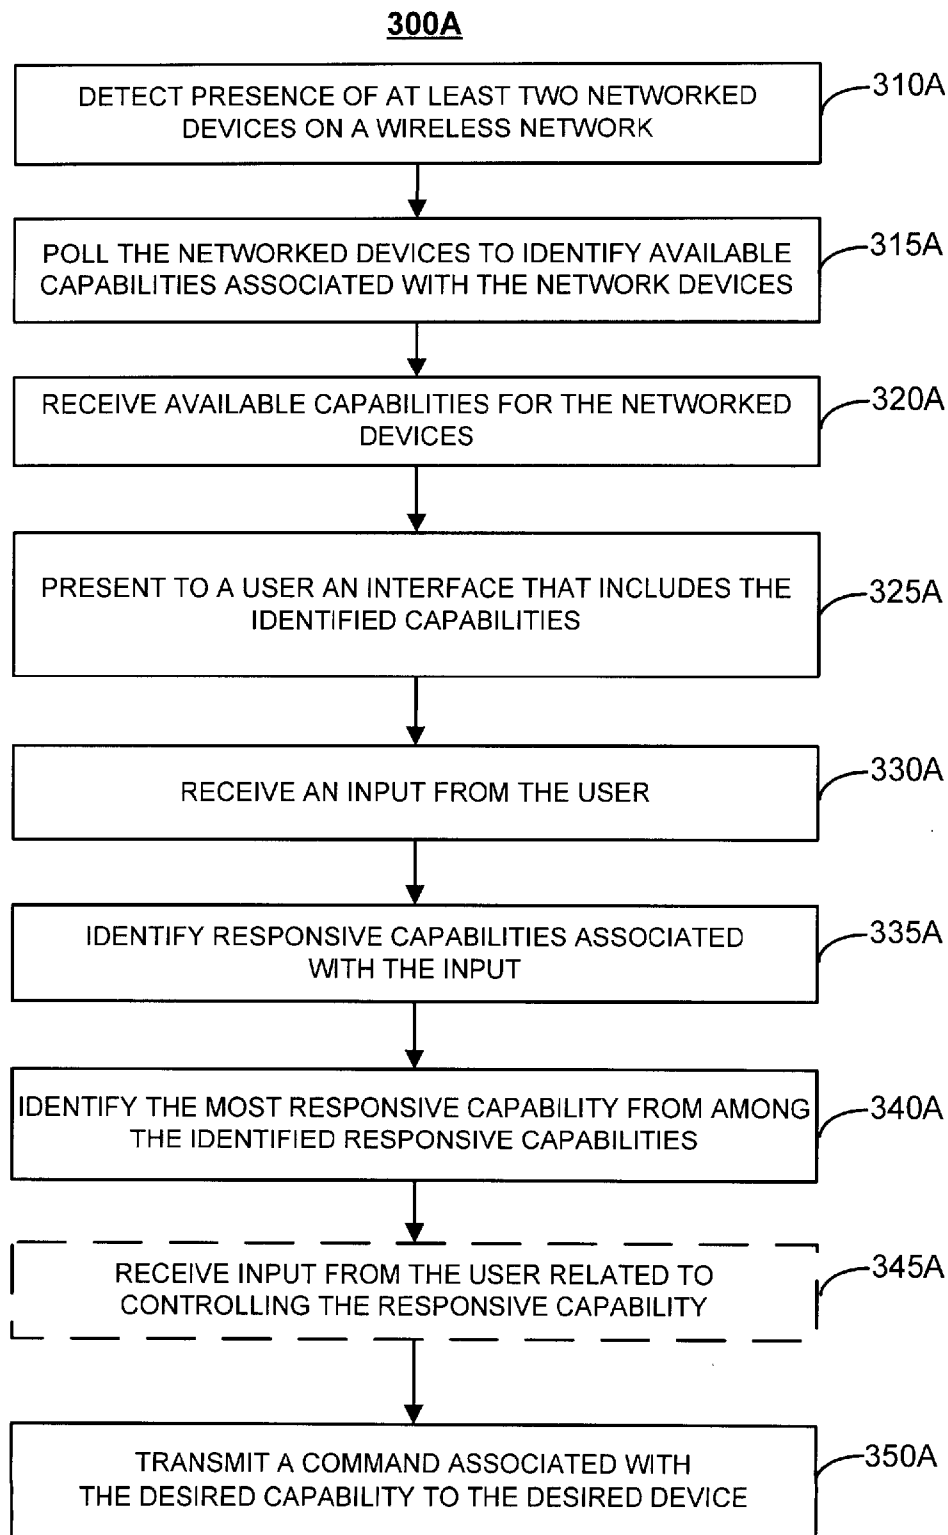 300A
DETECT PRESENCE OF AT LEAST TWO NETWORKED
DEVICES ON A WIRELESS NETWORK
310A
POLL THE NETWORKED DEVICES TO IDENTIFY AVAILABLE
CAPABILITIES ASSOCIATED WITH THE NETWORK DEVICES
315A
RECEIVE AVAILABLE CAPABILITIES FOR THE NETWORKED
DEVICES
320A
PRESENT TO A USER AN INTERFACE THAT INCLUDES THE
IDENTIFIED CAPABILITIES
325A
RECEIVE AN INPUT FROM THE USER
330A
IDENTIFY RESPONSIVE CAPABILITIES ASSOCIATED
WITH THE INPUT
335A
IDENTIFY THE MOST RESPONSIVE CAPABILITY FROM AMONG
THE IDENTIFIED RESPONSIVE CAPABILITIES
340A
RECEIVE INPUT FROM THE USER RELATED TO
CONTROLLING THE RESPONSIVE CAPABILITY
345A
TRANSMIT A COMMAND ASSOCIATED WITH
THE DESIRED CAPABILITY TO THE DESIRED DEVICE
350A